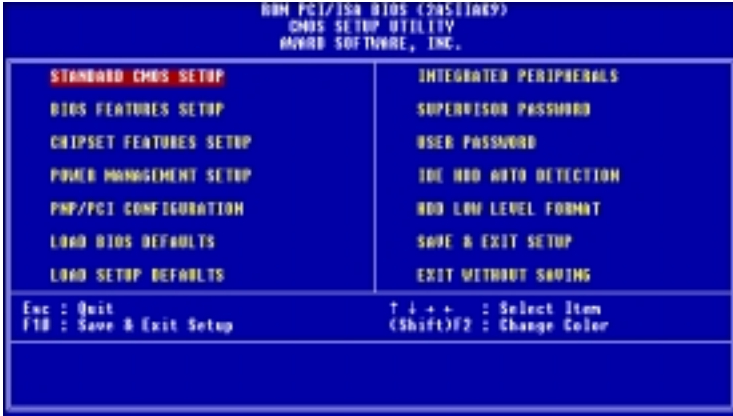 ROM PCI/ISA BIOS (2A5IIAK9)
CMOS SETUP UTILITY
AWARD SOFTWARE, INC.
STANDARD CMOS SETUP
BIOS FEATURES SETUP
CHIPSET FEATURES SETUP
POWER MANAGEMENT SETUP
PNP/PCI CONFIGURATION
LOAD BIOS DEFAULTS
LOAD SETUP DEFAULTS
INTEGRATED PERIPHERALS
SUPERVISOR PASSWORD
USER PASSWORD
IDE HDD AUTO DETECTION
HDD LOW LEVEL FORMAT
SAVE & EXIT SETUP
EXIT WITHOUT SAVING
Esc : Quit
F10 : Save & Exit Setup
↑ ↓ → ← : Select Item
(Shift)F2 : Change Color